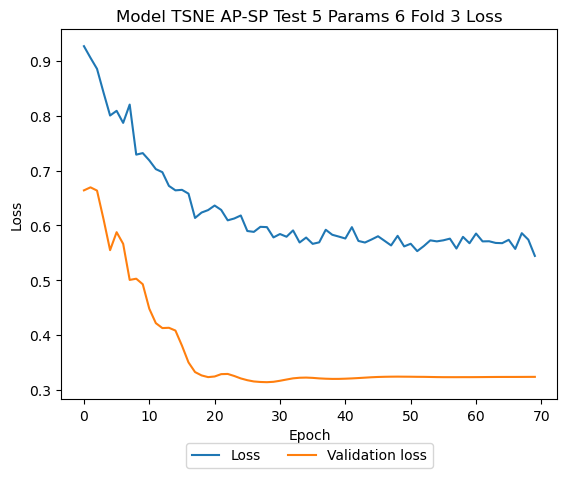 Model TSNE AP-SP Test 5 Params 6 Fold 3 Loss
Loss
0.9
0.8
0.7
0.6
0.5
0.4
0.3
0 10 20 30 40 50 60 70
Epoch
Loss Validation loss